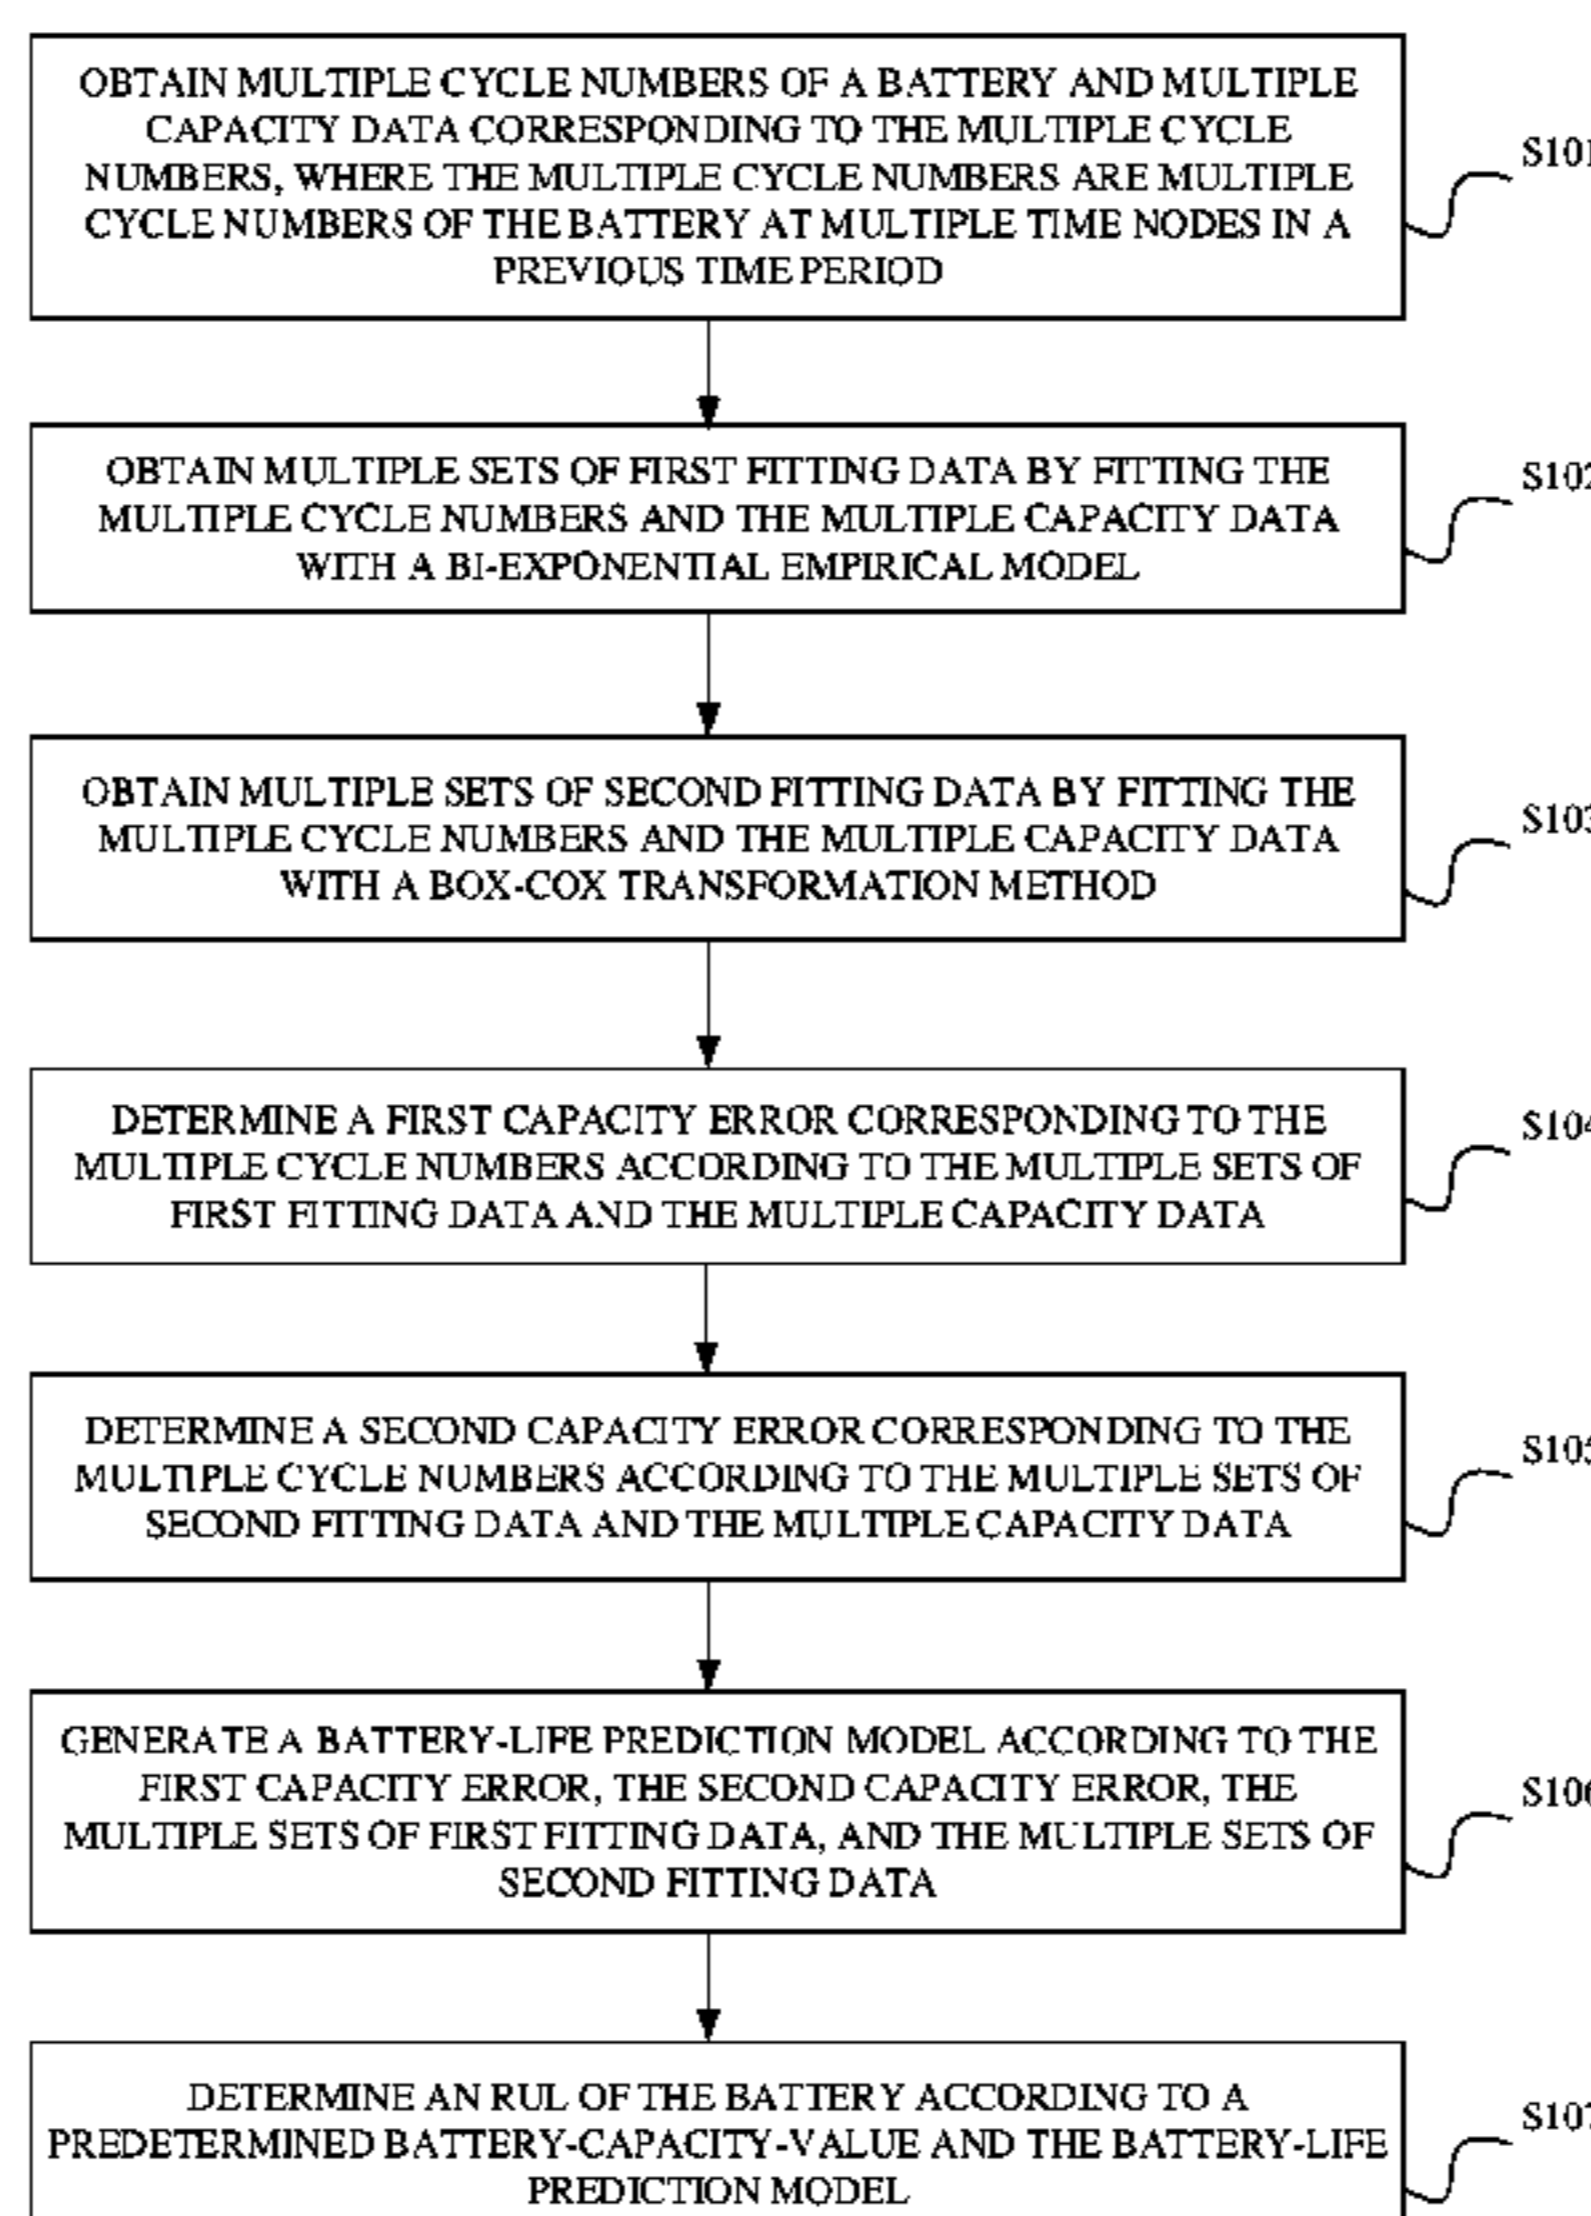 OBTAIN MULTIPLE CYCLE NUMBERS OF A BATTERY AND MULTIPLE
CAPACITY DATA CORRESPONDING TO THE MULTIPLE CYCLE
NUMBERS, WHERE THE MULTIPLE CYCLE NUMBERS ARE MULTIPLE
CYCLE NUMBERS OF THE BATTERY AT MULTIPLE TIME NODES IN A
PREVIOUS TIME PERIOD
S101
OBTAIN MULTIPLE SETS OF FIRST FITTING DATA BY FITTING THE
MULTIPLE CYCLE NUMBERS AND THE MULTIPLE CAPACITY DATA
WITH A BI-EXPONENTIAL EMPIRICAL MODEL
S102
OBTAIN MULTIPLE SETS OF SECOND FITTING DATA BY FITTING THE
MULTIPLE CYCLE NUMBERS AND THE MULTIPLE CAPACITY DATA
WITH A BOX-COX TRANSFORMATION METHOD
S103
DETERMINE A FIRST CAPACITY ERROR CORRESPONDING TO THE
MULTIPLE CYCLE NUMBERS ACCORDING TO THE MULTIPLE SETS OF
FIRST FITTING DATA AND THE MULTIPLE CAPACITY DATA
S104
DETERMINE A SECOND CAPACITY ERROR CORRESPONDING TO THE
MULTIPLE CYCLE NUMBERS ACCORDING TO THE MULTIPLE SETS OF
SECOND FITTING DATA AND THE MULTIPLE CAPACITY DATA
S105
GENERATE A BATTERY-LIFE PREDICTION MODEL ACCORDING TO THE
FIRST CAPACITY ERROR, THE SECOND CAPACITY ERROR, THE
MULTIPLE SETS OF FIRST FITTING DATA, AND THE MULTIPLE SETS OF
SECOND FITTING DATA
S106
DETERMINE AN RUL OF THE BATTERY ACCORDING TO A
PREDETERMINED BATTERY-CAPACITY-VALUE AND THE BATTERY-LIFE
PREDICTION MODEL
S107